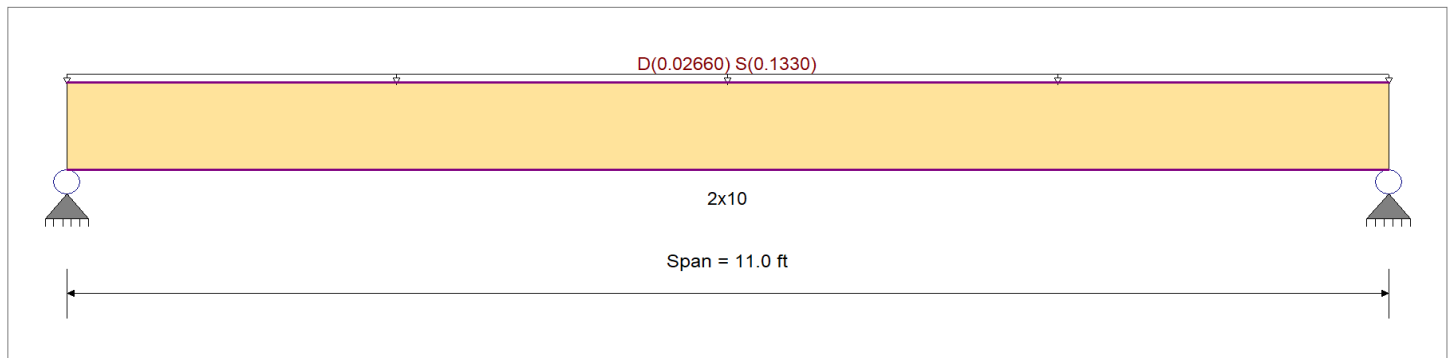 D(0.02660) S(0.1330)
2x10
Span = 11.0 ft